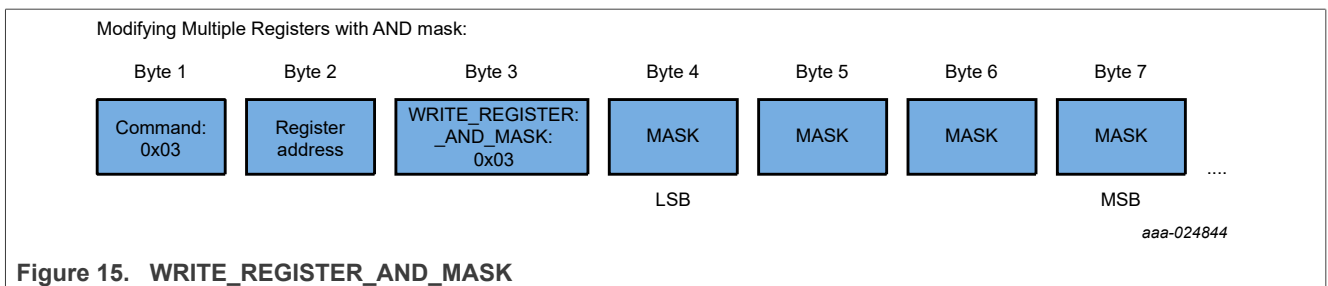 Modifying Multiple Registers with AND mask:
Byte 1 Byte 2 Byte 3 Byte 4 Byte 5 Byte 6 Byte 7
Command:
0x03
Register
address
WRITE_REGISTER:
_AND_MASK:
0x03
MASK MASK MASK MASK
....
LSB MSB
aaa-024844
Figure 15. WRITE_REGISTER_AND_MASK